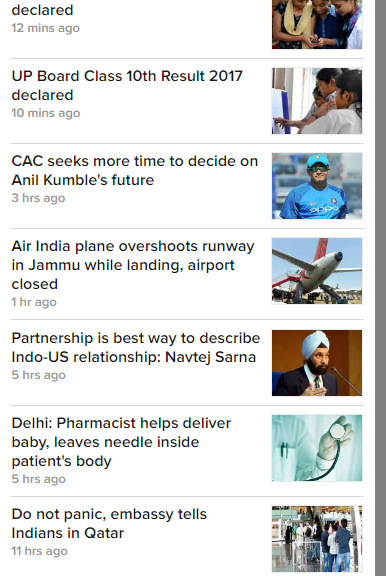 declared
12 mins ago
UP Board Class 10th Result 2017
declared
10 mins ago
CAC seeks more time to decide on
Anil Kumble's future
3 hrs ago
oppo
Air India plane overshoots runway
in Jammu while landing, airport
closed
1 hr ago
Partnership is best way to describe
Indo-US relationship: Navtej Sarna
5 hrs ago
Delhi: Pharmacist helps deliver
baby, leaves needle inside
patient's body
5 hrs ago
Do not panic, embassy tells
Indians in Qatar
11 hrs ago